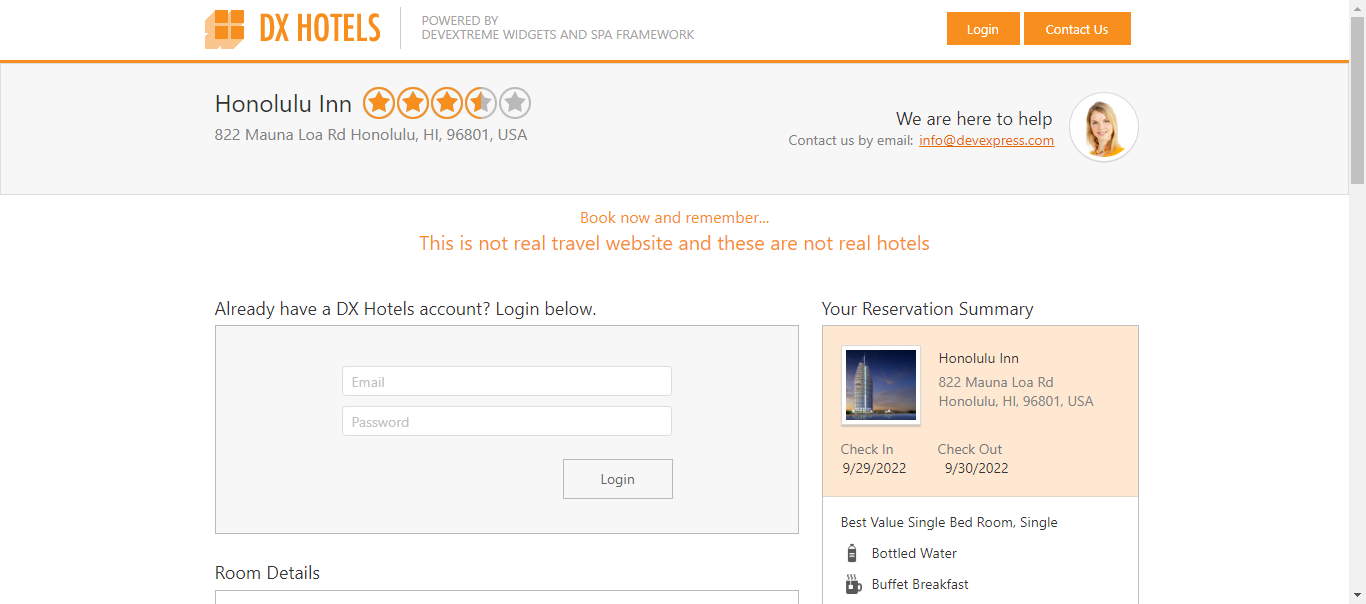 DX HOTELS
POWERED BY
DEVEXTREME WIDGETS AND SPA FRAMEWORK
Login
Contact Us
Honolulu Inn
822 Mauna Loa Rd Honolulu, HI, 96801, USA
We are here to help
Contact us by email: info@devexpress.com
Book now and remember...
This is not real travel website and these are not real hotels
Already have a DX Hotels account? Login below.
Email
Password
Login
Room Details
Your Reservation Summary
Honolulu Inn
822 Mauna Loa Rd
Honolulu, HI, 96801, USA
Check In
9/29/2022
Check Out
9/30/2022
Best Value Single Bed Room, Single
Bottled Water
Buffet Breakfast